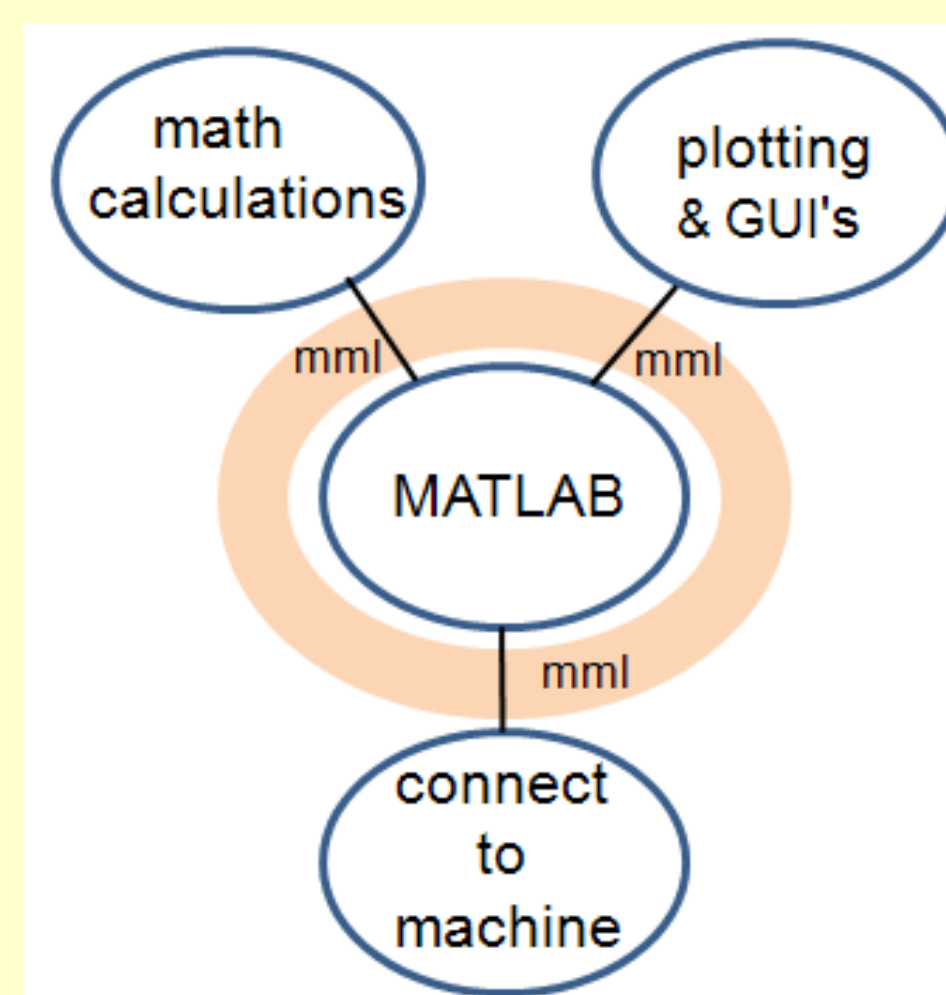 math
calculations
plotting
& GUI's
mml
mml
MATLAB
mml
connect
to
machine